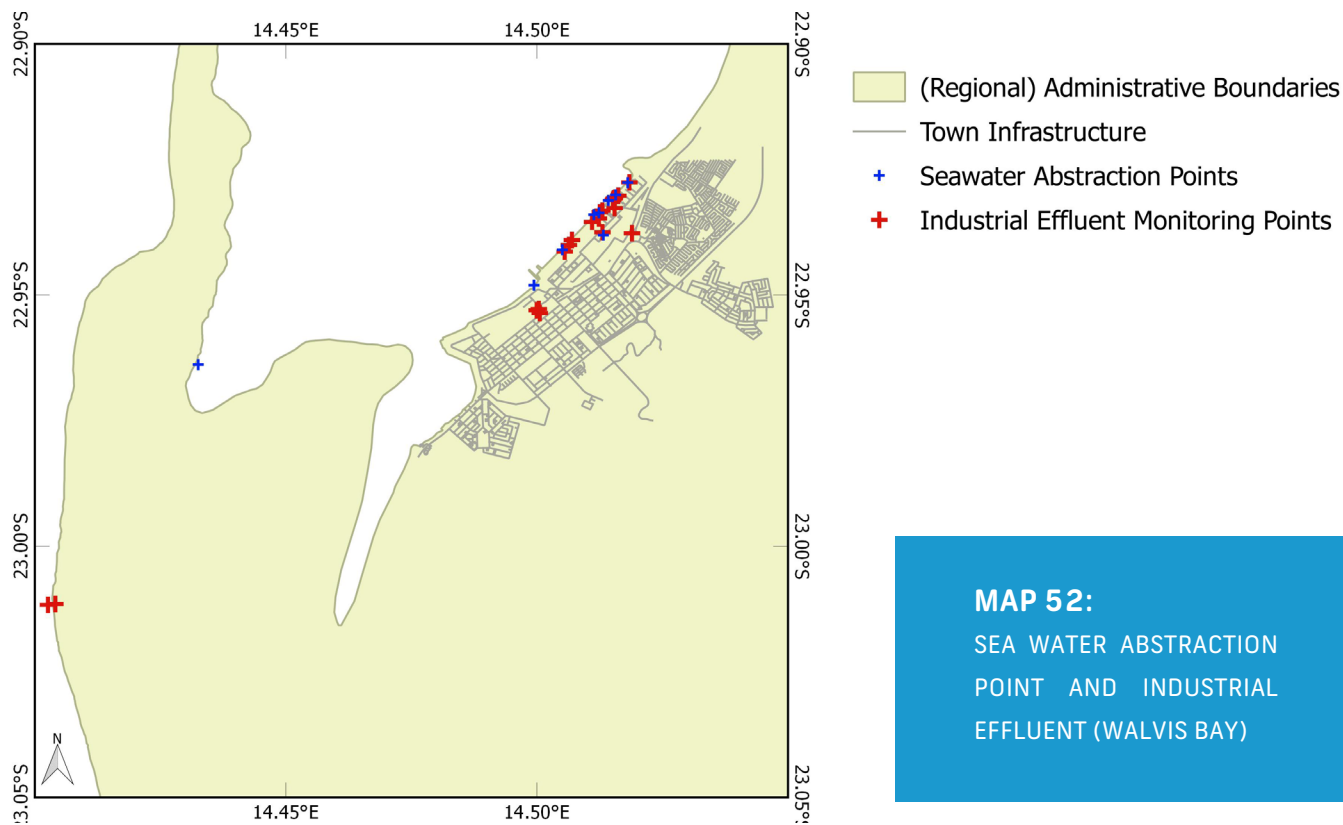 14.45°E 14.50°E
22.90°S 22.90°S
22.95°S 22.95°S
23.00°S 23.00°S
23.05°S 23.05°S
N
14.45°E 14.50°E
(Regional) Administrative Boundaries
Town Infrastructure
Seawater Abstraction Points
Industrial Effluent Monitoring Points
MAP 52:
SEA WATER ABSTRACTION
POINT AND INDUSTRIAL
EFFLUENT (WALVIS BAY)